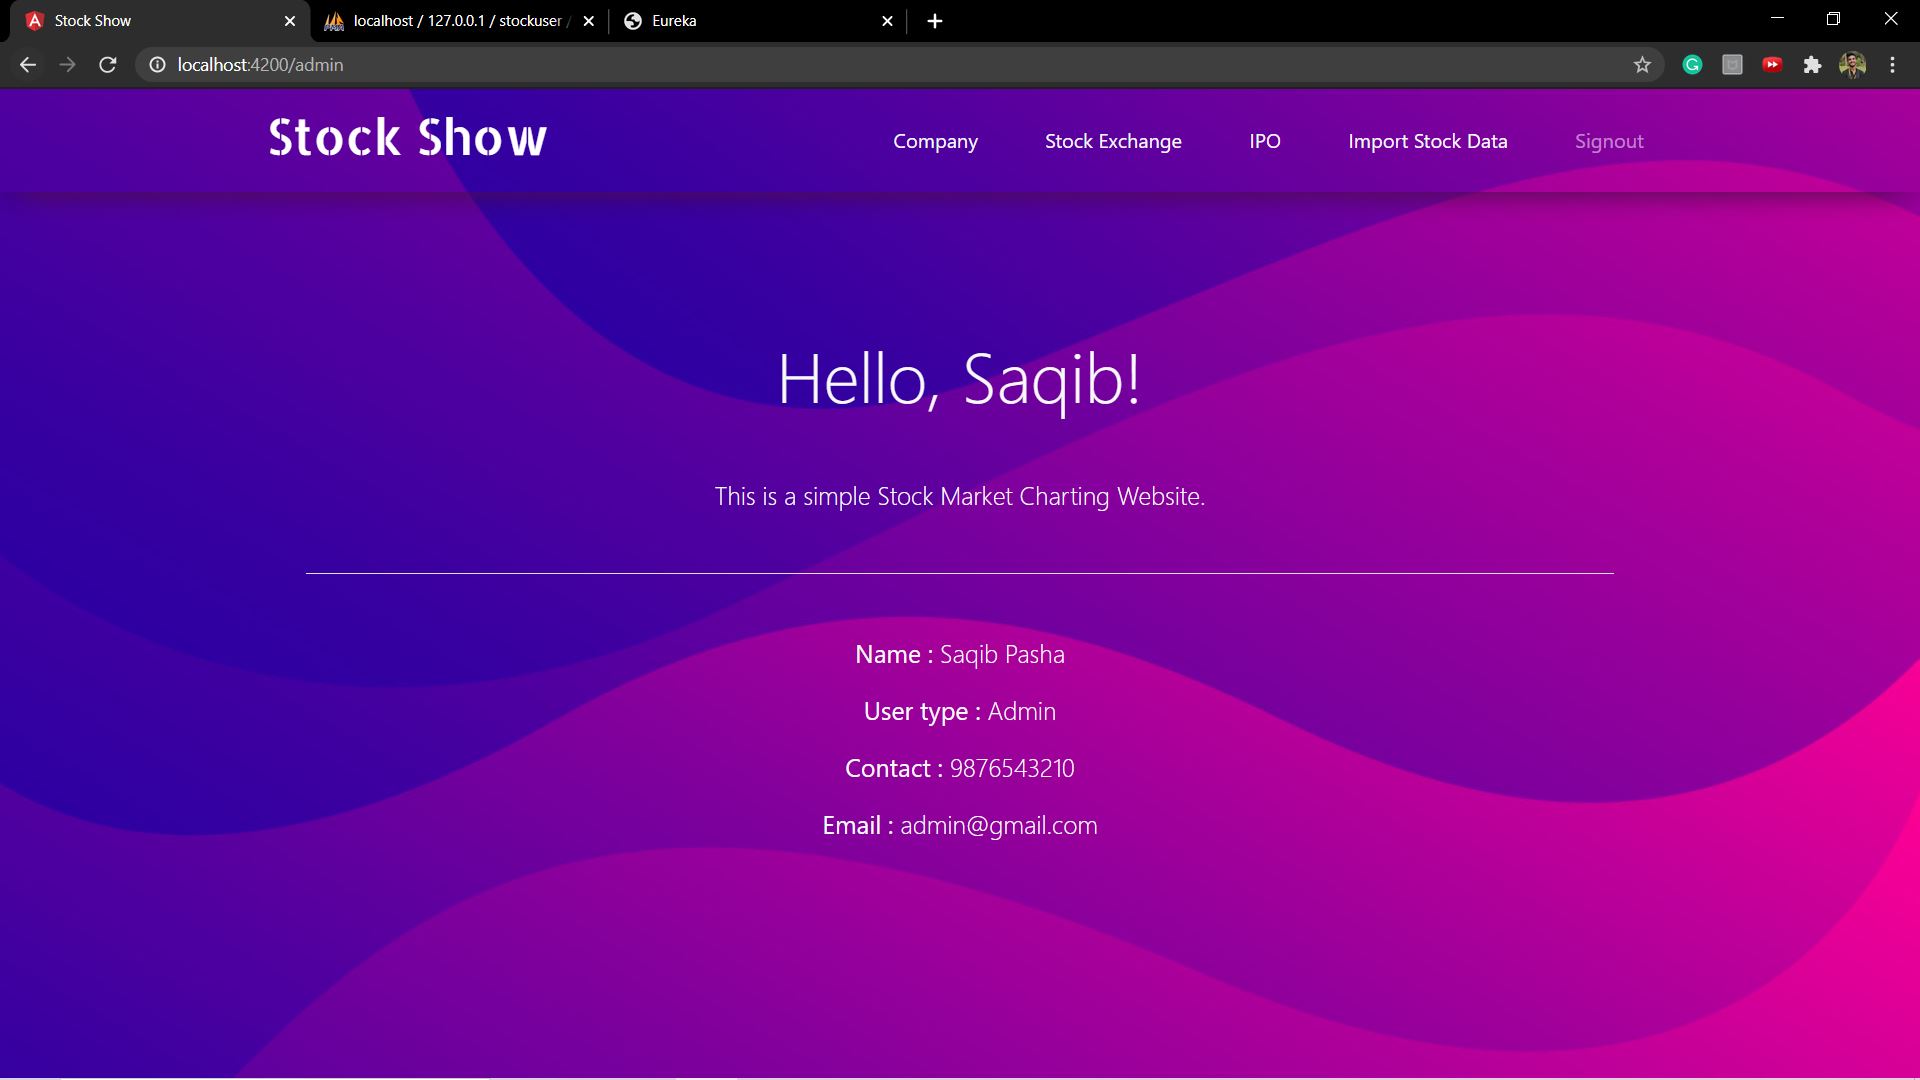 Stock Show
localhost / 127.0.0.1 / stockuser /
Eureka
localhost:4200/admin
Stock Show
Company
Stock Exchange
IPO
Import Stock Data
Signout
Hello, Saqib!
This is a simple Stock Market Charting Website.
Name : Saqib Pasha
User type : Admin
Contact : 9876543210
Email : admin@gmail.com